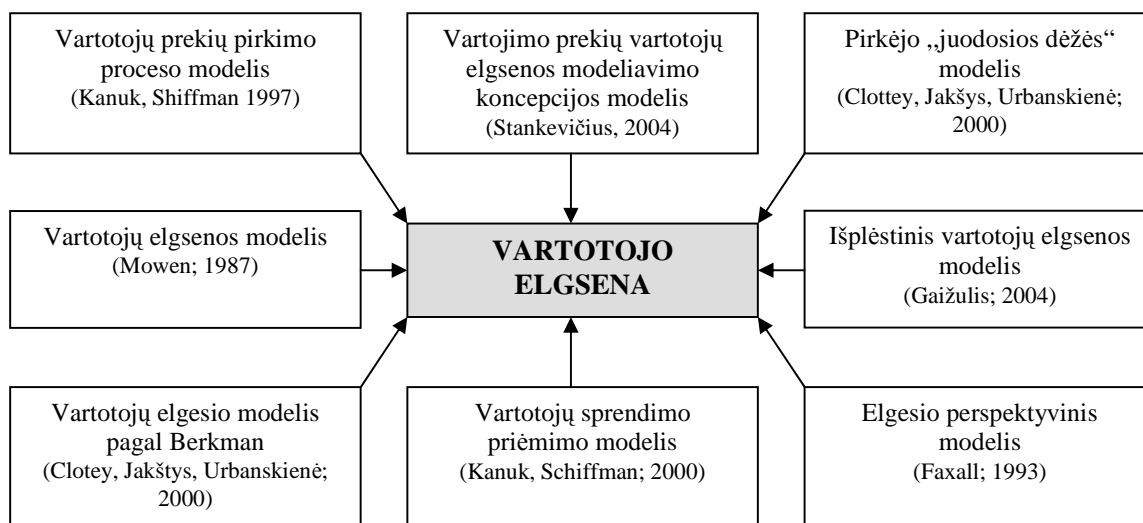 Vartotojų prekių pirkimo
proceso modelis
(Kanuk, Shiffman 1997)
Vartojimo prekių vartotojų
elgsenos modeliavimo
koncepcijos modelis
(Stankevičius, 2004)
Pirkėjo ,,juodosios dėžės“
modelis
(Clottey, Jakšys, Urbanskienė;
2000)
Vartotojų elgsenos modelis
(Mowen; 1987)
VARTOTOJO
ELGSENA
Išplėstinis vartotojų elgsenos
modelis
(Gaižulis; 2004)
Vartotojų elgesio modelis
pagal Berkman
(Clotey, Jakštys, Urbanskienė;
2000)
Vartotojų sprendimo
priėmimo modelis
(Kanuk, Schiffman; 2000)
Elgesio perspektyvinis
modelis
(Faxall; 1993)